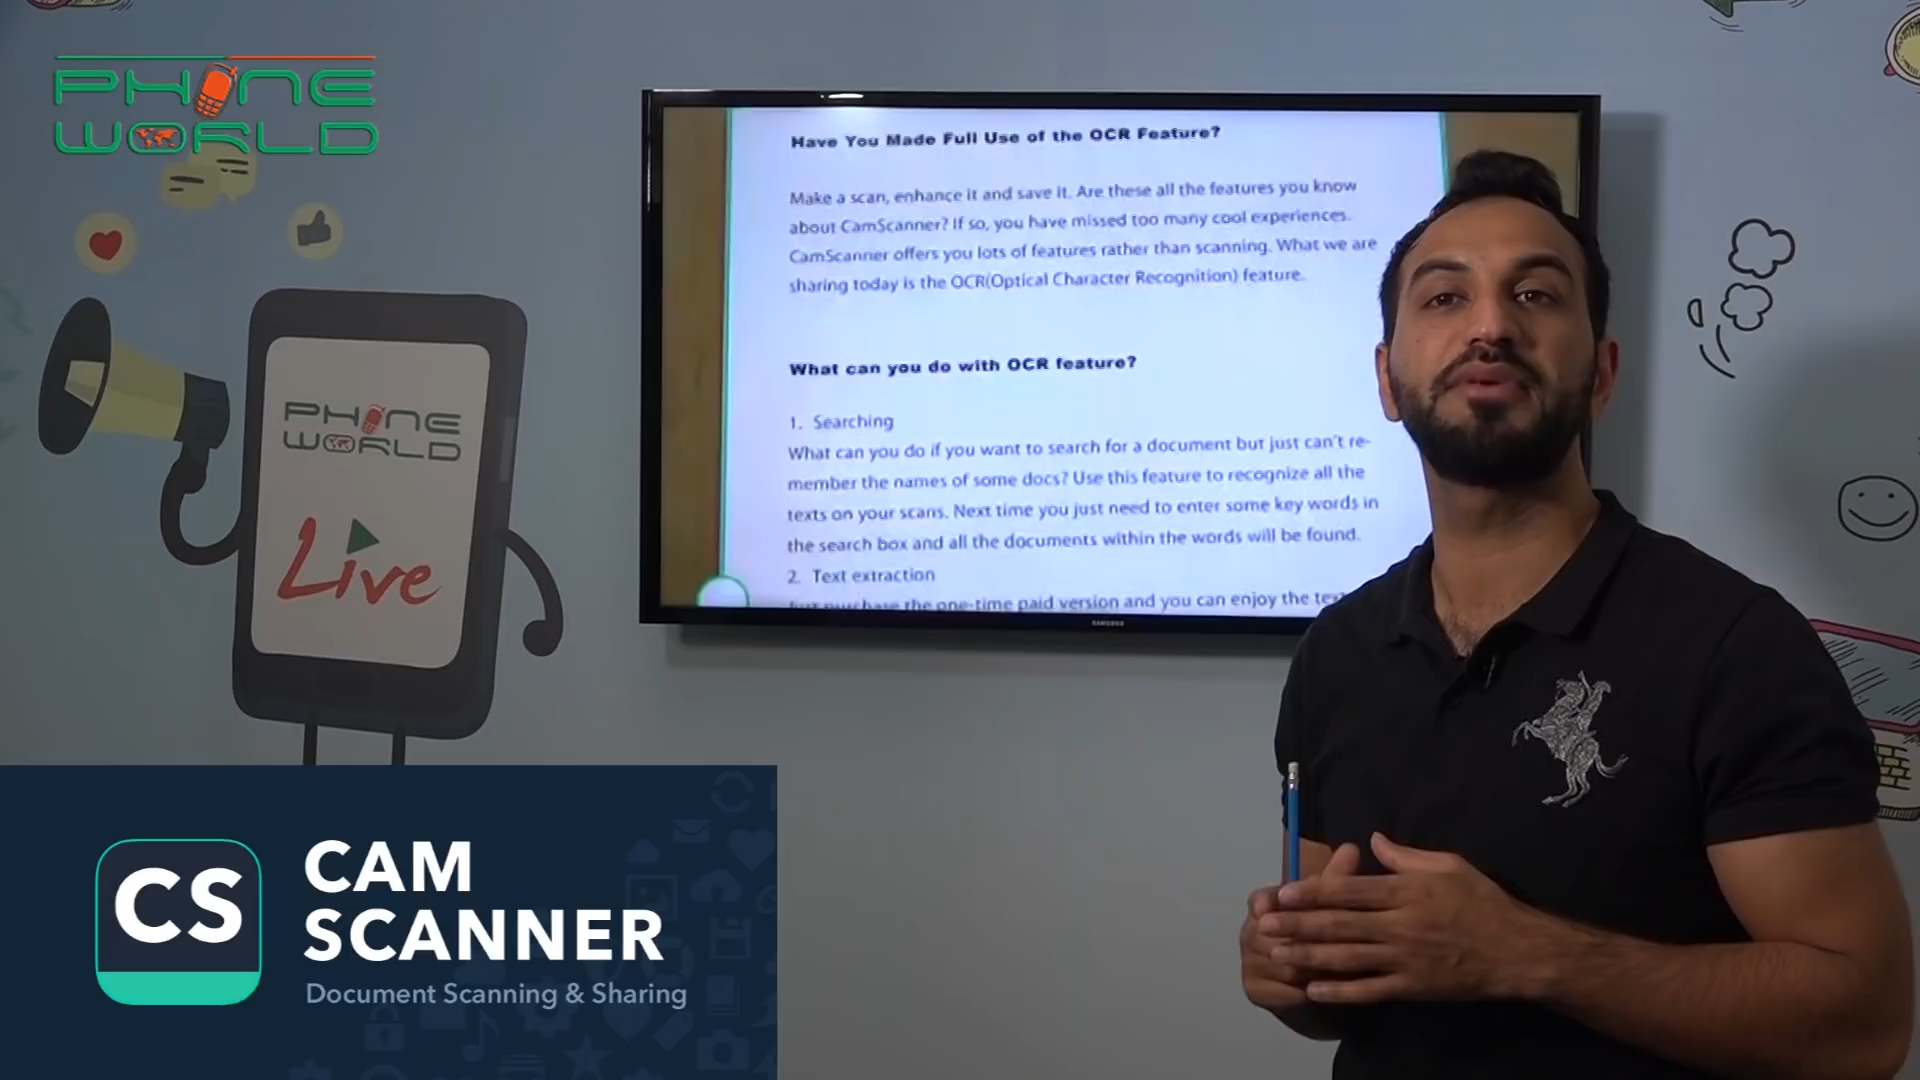 PHONE
WORLD
Have You Made Full Use of the OCR Feature?
Make a scan, enhance it and save it. Are these all the features you know
about CamScanner? If so, you have missed too many cool experiences.
CamScanner offers you lots of features rather than scanning. What we are
sharing today is the OCR(Optical Character Recognition) feature.
What can you do with OCR feature?
1. Searching
What can you do if you want to search for a document but just can't re-
member the names of some docs? Use this feature to recognize all the
texts on your scans. Next time you just need to enter some key words in
the search box and all the documents within the words will be found.
2. Text extraction
Just purchase the one-time paid version and you can enjoy the
SAMSUNG
PHONE
WORLD
Live
CS
CAM
SCANNER
Document Scanning & Sharing